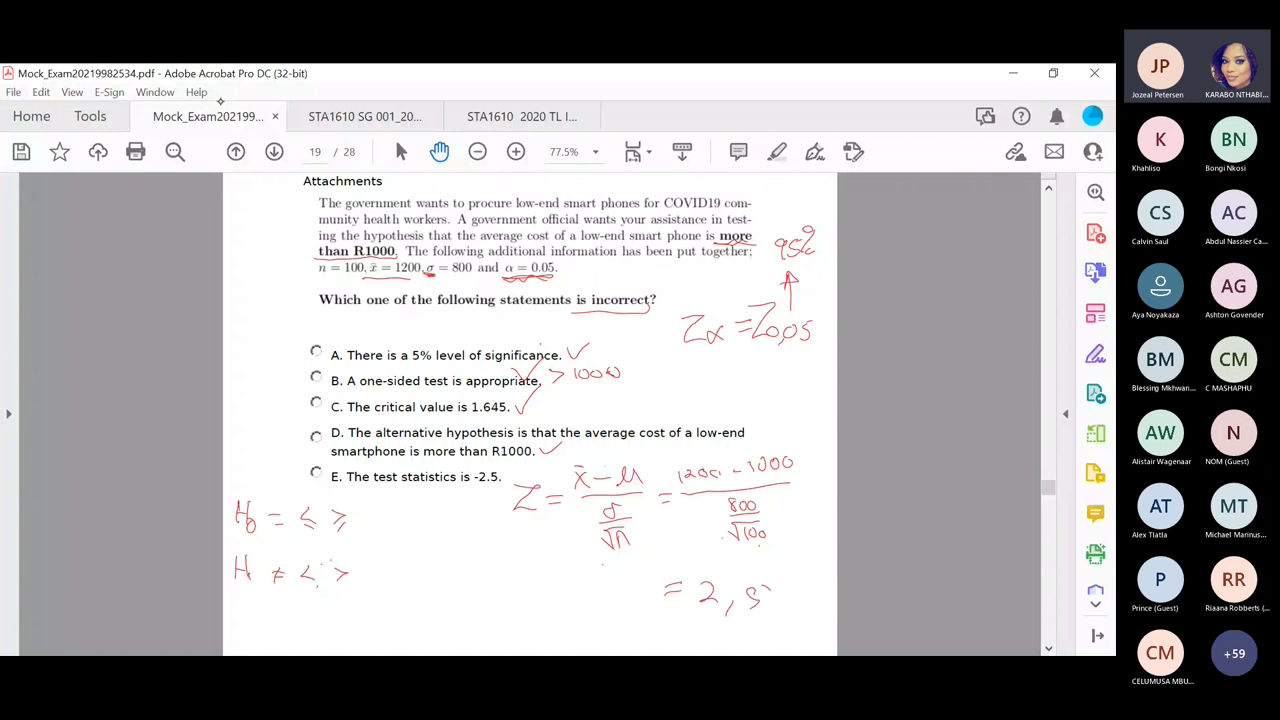 Mock_Exam20219982534.pdf - Adobe Acrobat Pro DC (32-bit)
File Edit View E-Sign Window Help
Home Tools Mock_Exam202199... × STA1610 SG 001_20... STA1610 2020 TL I...
19 / 28 77.5%
Attachments
The government wants to procure low-end smart phones for COVID19 com-
munity health workers. A government official wants your assistance in test-
ing the hypothesis that the average cost of a low-end smart phone is more
than R1000. The following additional information has been put together;
n = 100, x̄ = 1200, σ = 800 and α = 0.05.
95%
Which one of the following statements is incorrect?
Zα = Z0,05
A. There is a 5% level of significance. ✓
B. A one-sided test is appropriate. ✓ > 1000
C. The critical value is 1.645. ✓
D. The alternative hypothesis is that the average cost of a low-end
smartphone is more than R1000. ✓
E. The test statistics is -2.5.
Z = x̄ - μ / σ/√n = 1200 - 1000 / 800/√100
H0 = ≤ ≥
H1 ≠ < >
= 2,5
JP
Jozeal Petersen KARABO NTHABI...
K BN
Khahliso Bongi Nkosi
CS AC
Calvin Saul Abdul Nassier Ca...
AG
Aya Noyakaza Ashton Govender
BM CM
Blessing Mkhwan... C MASHAPHU
AW N
Alistair Wagenaar NOM (Guest)
AT MT
Alex Tlatla Michael Marinus...
P RR
Prince (Guest) Riaana Robberts (...
CM +59
CELUMUSA MBU...